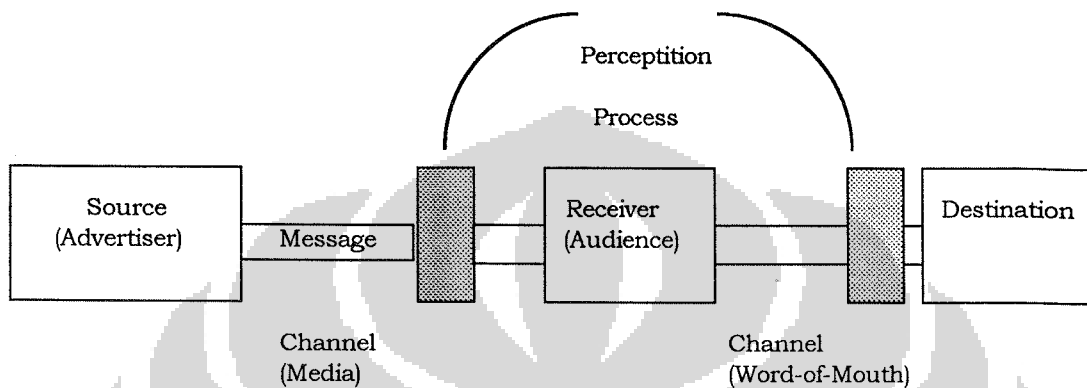 Perceptition
Process
Source
(Advertiser)
Message
Receiver
(Audience)
Destination
Channel
(Media)
Channel
(Word-of-Mouth)